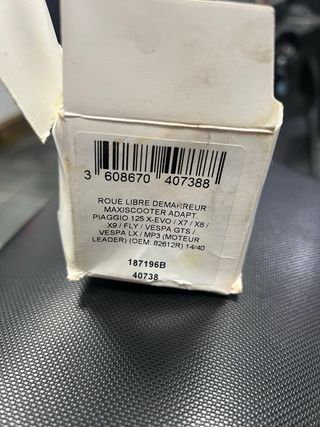 3 608670 407388
ROUE LIBRE DEMARREUR
MAXISCOOTER ADAPT.
PIAGGIO 125 X-EVO / X7 / X8 /
X9 / FLY / VESPA GTS /
VESPA LX / MP3 (MOTEUR
LEADER) (OEM: 82612R) 14/40
187196B
40738